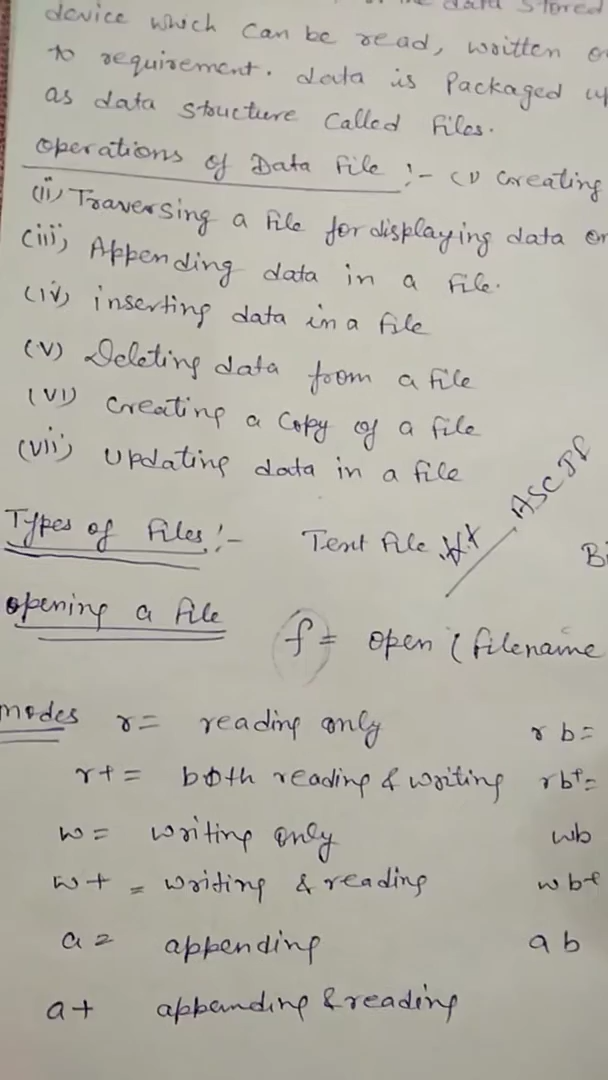 the data stored
device which can be read, written
to requirement. data is Packaged up
as data structure called files.
operations of Data file :- (i) Creating
(ii) Traversing a file for displaying data or
(iii) Appending data in a file.
(iv) inserting data in a file
(v) Deleting data from a file
(vi) Creating a copy of a file
(vii) Updating data in a file
Types of files :- Text file ASCII Bi
opening a file f = open ( filename
modes r = reading only rb =
r+ = both reading & writing rb+ =
w = writing only wb
w+ = writing & reading wb+
a = appending ab
a+ appending & reading